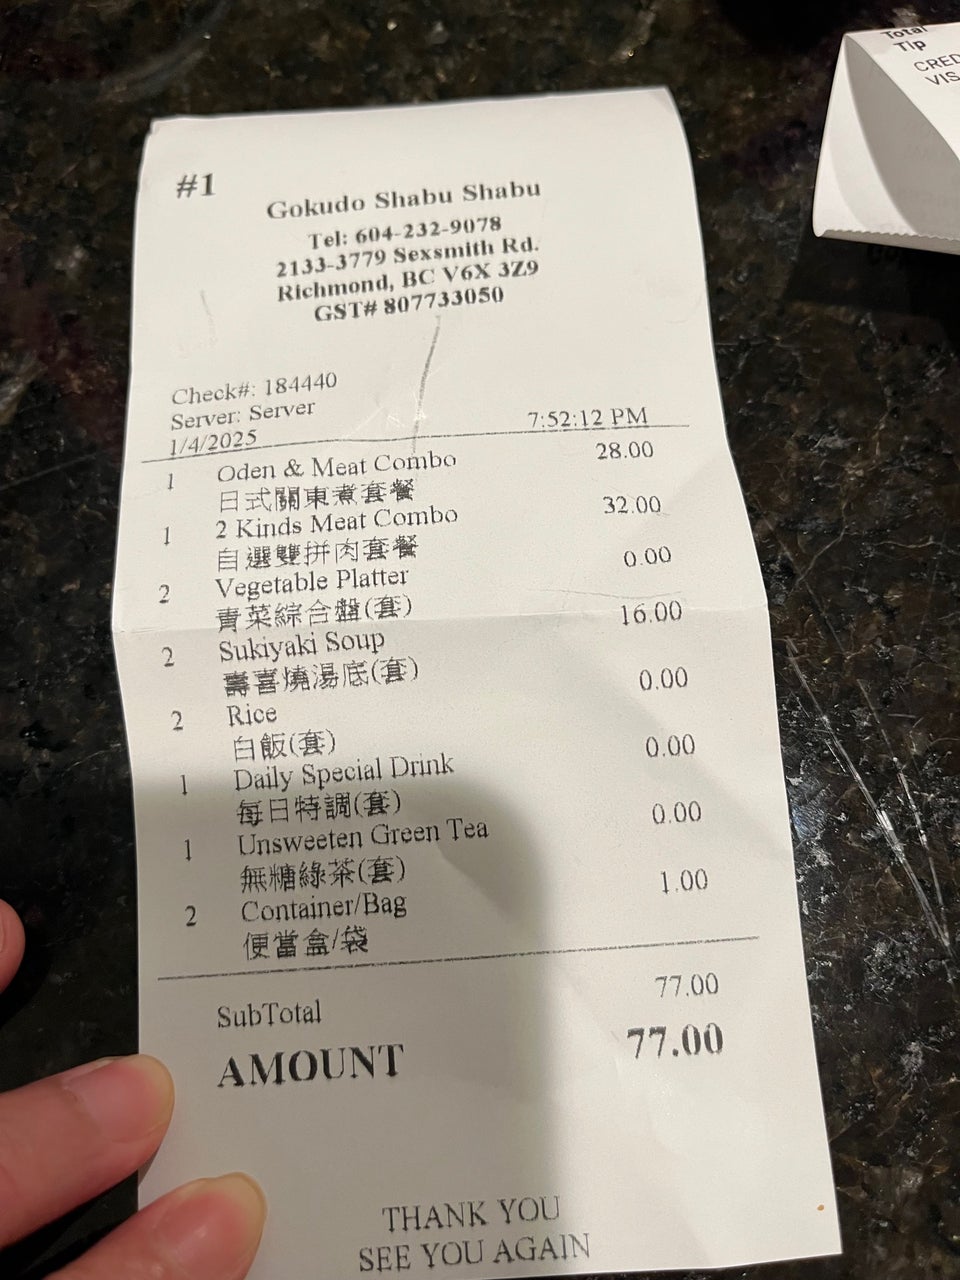 #1
Gokudo Shabu Shabu
Tel: 604-232-9078
2133-3779 Sexsmith Rd.
Richmond, BC V6X 3Z9
GST# 807733050
Check#: 184440
Server: Server
1/4/2025 7:52:12 PM
1 Oden & Meat Combo 28.00
日式關東煮套餐
1 2 Kinds Meat Combo 32.00
自選雙拼肉套餐
2 Vegetable Platter 0.00
青菜綜合盤(套)
2 Sukiyaki Soup 16.00
壽喜燒湯底(套)
2 Rice 0.00
白飯(套)
1 Daily Special Drink 0.00
每日特調(套)
1 Unsweeten Green Tea 0.00
無糖綠茶(套)
2 Container/Bag 1.00
便當盒/袋
SubTotal 77.00
AMOUNT 77.00
THANK YOU
SEE YOU AGAIN
Total
Tip
CRED
VIS